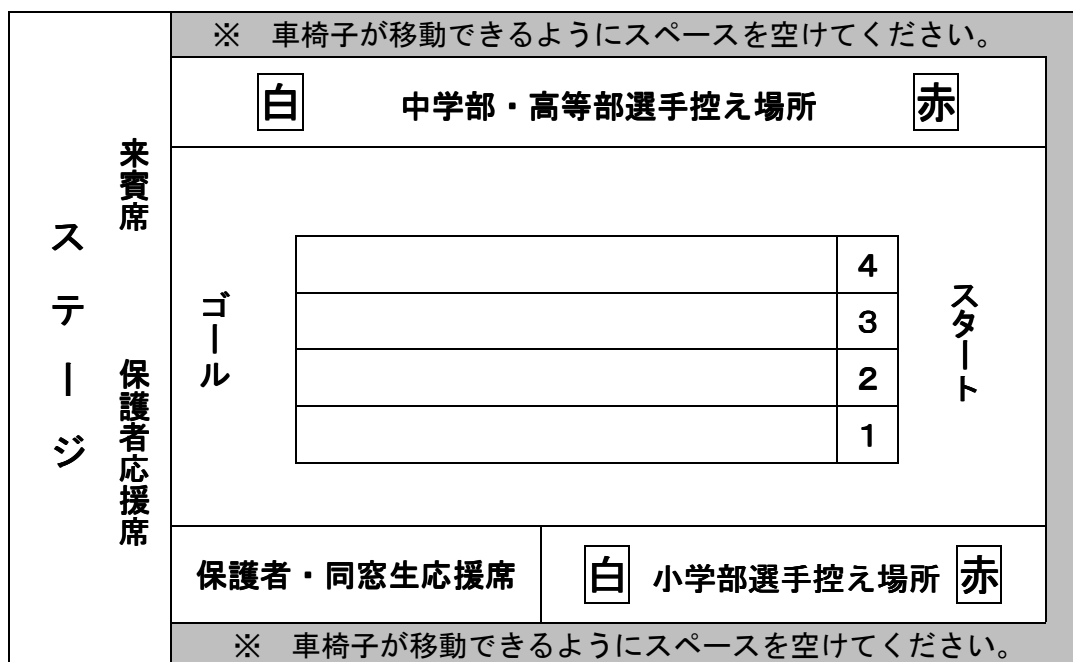 ※　車椅子が移動できるようにスペースを空けてください。
白　中学部・高等部選手控え場所　赤
ステージ
来賓席
保護者応援席
ゴール
4
3
2
1
スタート
保護者・同窓生応援席
白　小学部選手控え場所　赤
※　車椅子が移動できるようにスペースを空けてください。